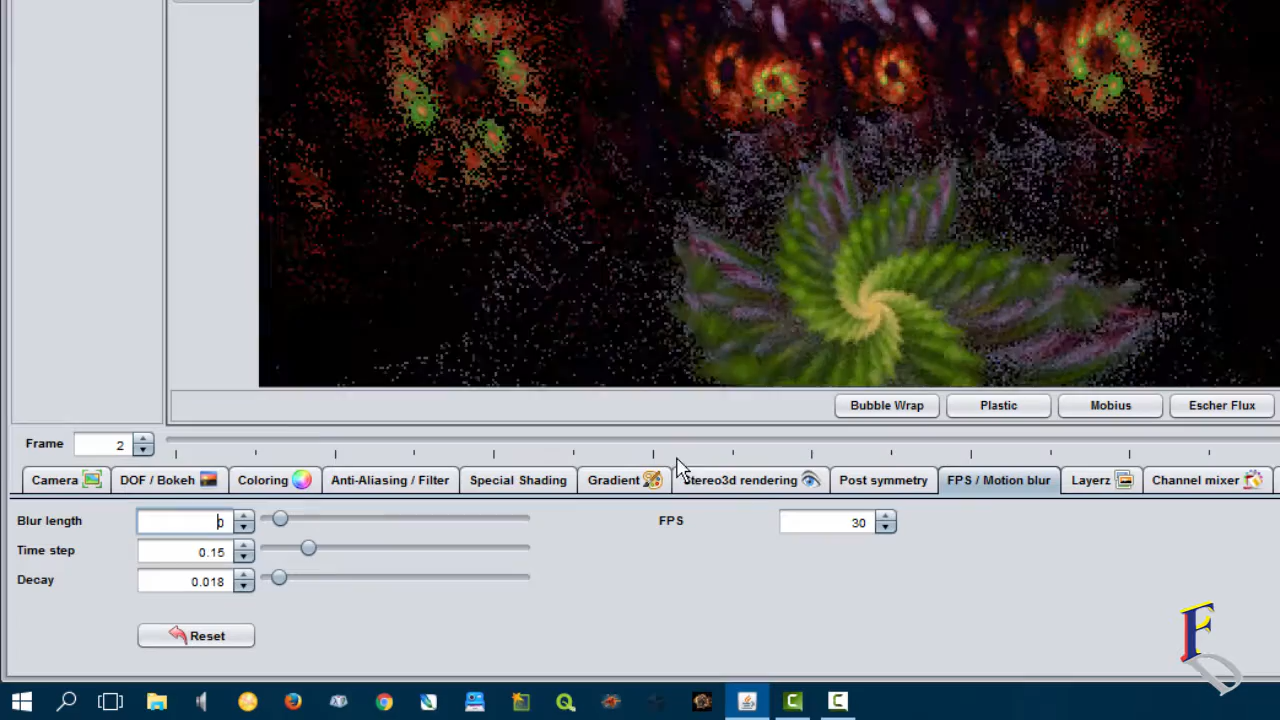 Bubble Wrap Plastic Mobius Escher Flux
Frame 2
Camera DOF / Bokeh Coloring Anti-Aliasing / Filter Special Shading Gradient Stereo3d rendering Post symmetry FPS / Motion blur Layerz Channel mixer
Blur length 0 FPS 30
Time step 0.15
Decay 0.018
Reset
F
D